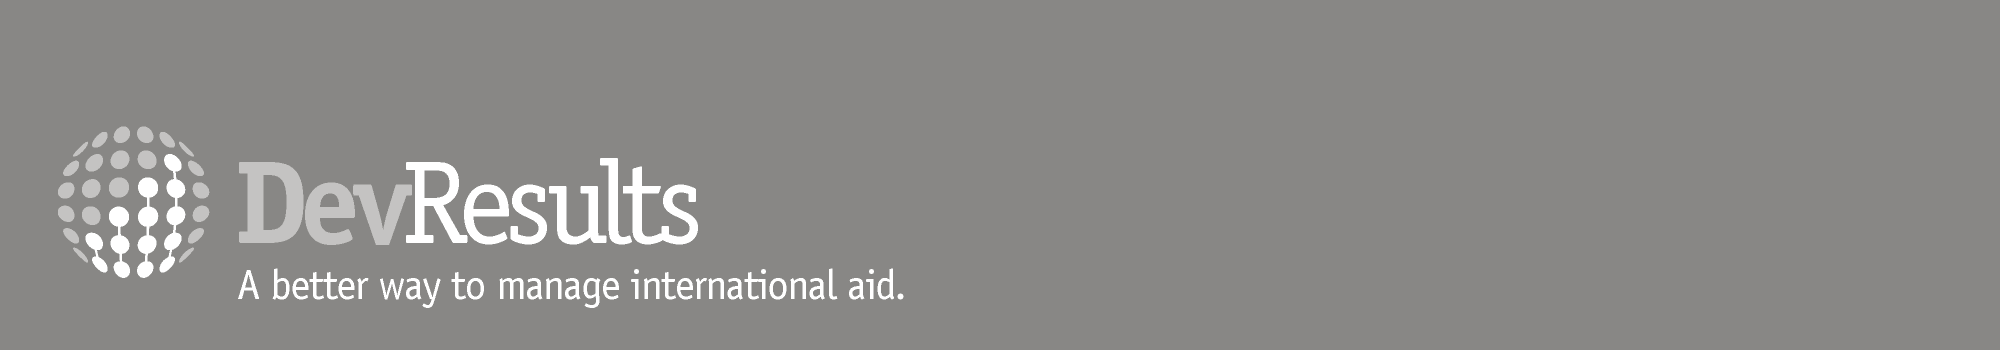 DevResults
A better way to manage international aid.